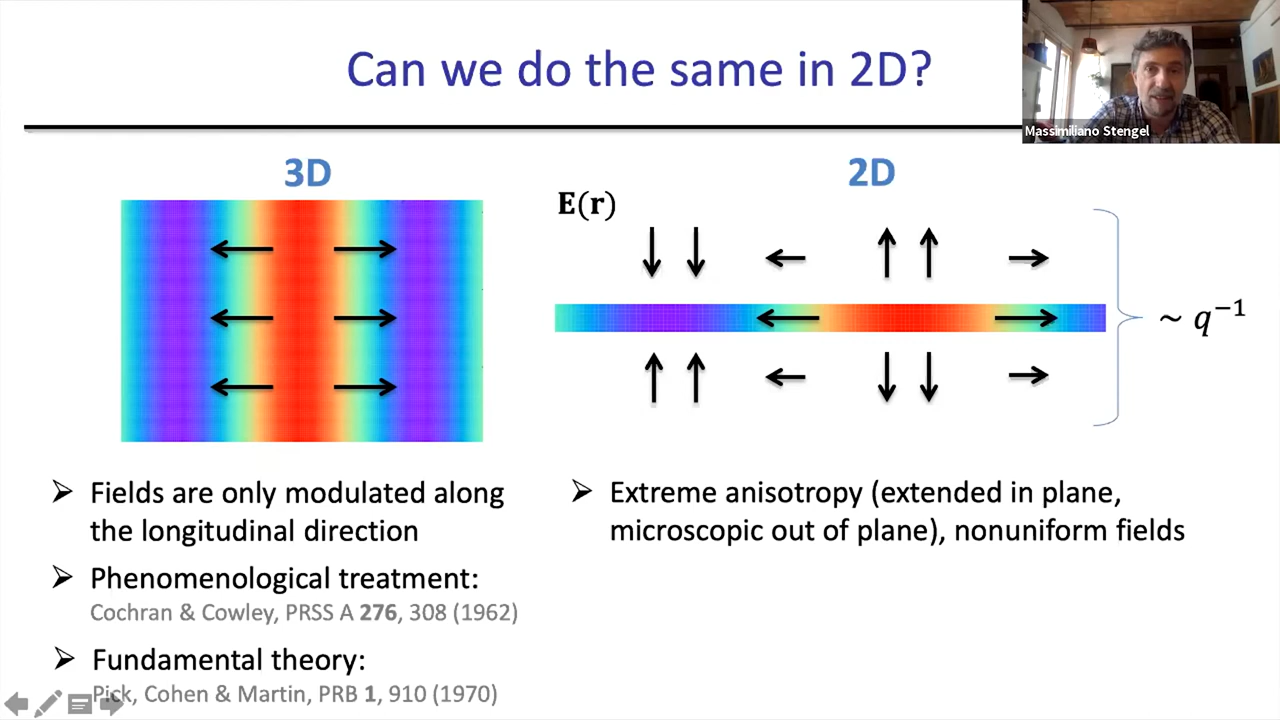 Can we do the same in 2D?
Massimiliano Stengel
3D
2D
E(r)
~ q⁻¹
➢ Fields are only modulated along
the longitudinal direction
➢ Phenomenological treatment:
Cochran & Cowley, PRSS A 276, 308 (1962)
➢ Fundamental theory:
Pick, Cohen & Martin, PRB 1, 910 (1970)
➢ Extreme anisotropy (extended in plane,
microscopic out of plane), nonuniform fields